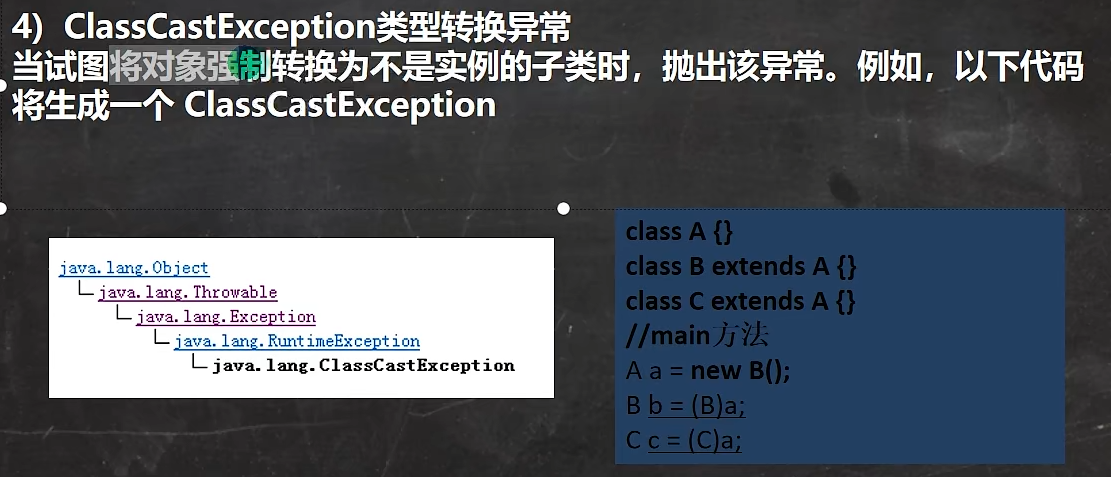 4）ClassCastException类型转换异常
当试图将对象强制转换为不是实例的子类时，抛出该异常。例如，以下代码
将生成一个 ClassCastException
java.lang.Object
java.lang.Throwable
java.lang.Exception
java.lang.RuntimeException
java.lang.ClassCastException
class A {}
class B extends A {}
class C extends A {}
//main方法
A a = new B();
B b = (B)a;
C c = (C)a;